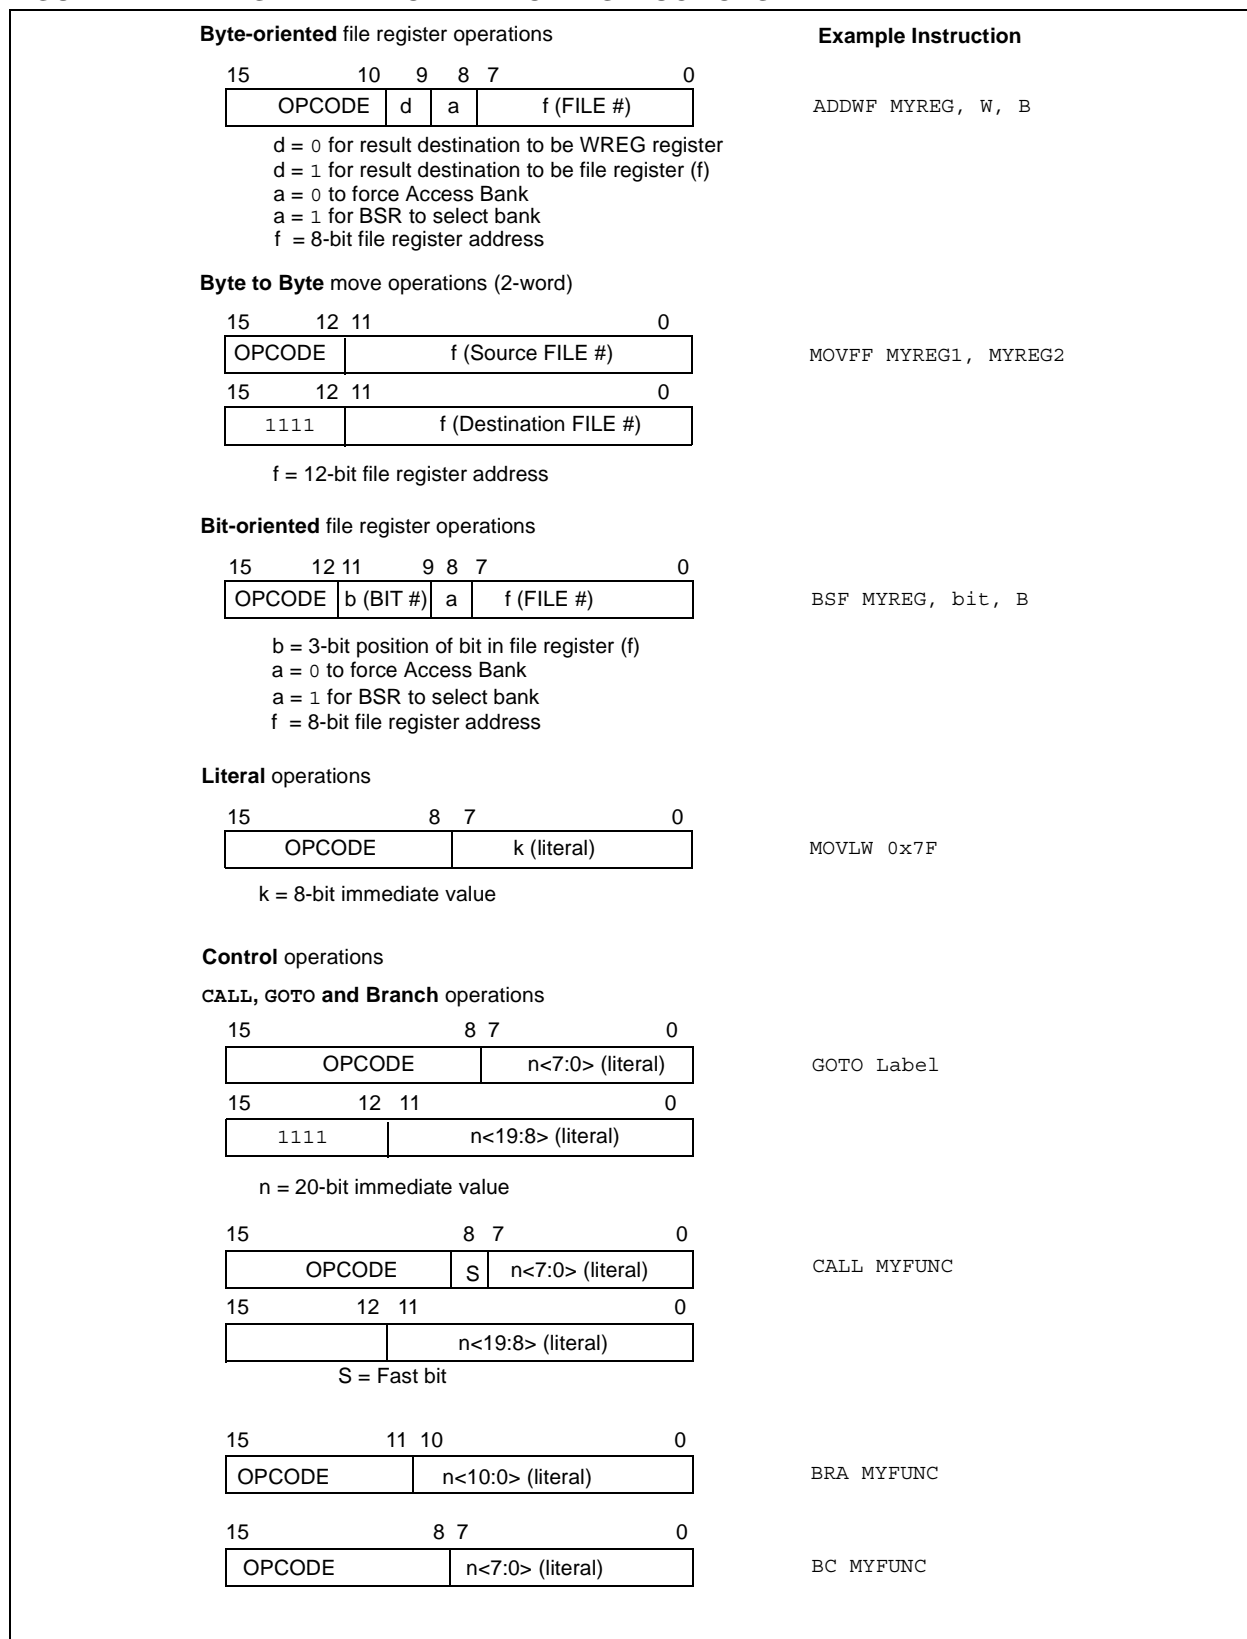 Byte-oriented file register operations
Example Instruction
15 10 9 8 7 0
OPCODE d a f (FILE #)
ADDWF MYREG, W, B
d = 0 for result destination to be WREG register
d = 1 for result destination to be file register (f)
a = 0 to force Access Bank
a = 1 for BSR to select bank
f = 8-bit file register address
Byte to Byte move operations (2-word)
15 12 11 0
OPCODE f (Source FILE #)
MOVFF MYREG1, MYREG2
15 12 11 0
1111 f (Destination FILE #)
f = 12-bit file register address
Bit-oriented file register operations
15 12 11 9 8 7 0
OPCODE b (BIT #) a f (FILE #)
BSF MYREG, bit, B
b = 3-bit position of bit in file register (f)
a = 0 to force Access Bank
a = 1 for BSR to select bank
f = 8-bit file register address
Literal operations
15 8 7 0
OPCODE k (literal)
MOVLW 0x7F
k = 8-bit immediate value
Control operations
CALL, GOTO and Branch operations
15 8 7 0
OPCODE n<7:0> (literal)
GOTO Label
15 12 11 0
1111 n<19:8> (literal)
n = 20-bit immediate value
15 8 7 0
OPCODE S n<7:0> (literal)
CALL MYFUNC
15 12 11 0
n<19:8> (literal)
S = Fast bit
15 11 10 0
OPCODE n<10:0> (literal)
BRA MYFUNC
15 8 7 0
OPCODE n<7:0> (literal)
BC MYFUNC